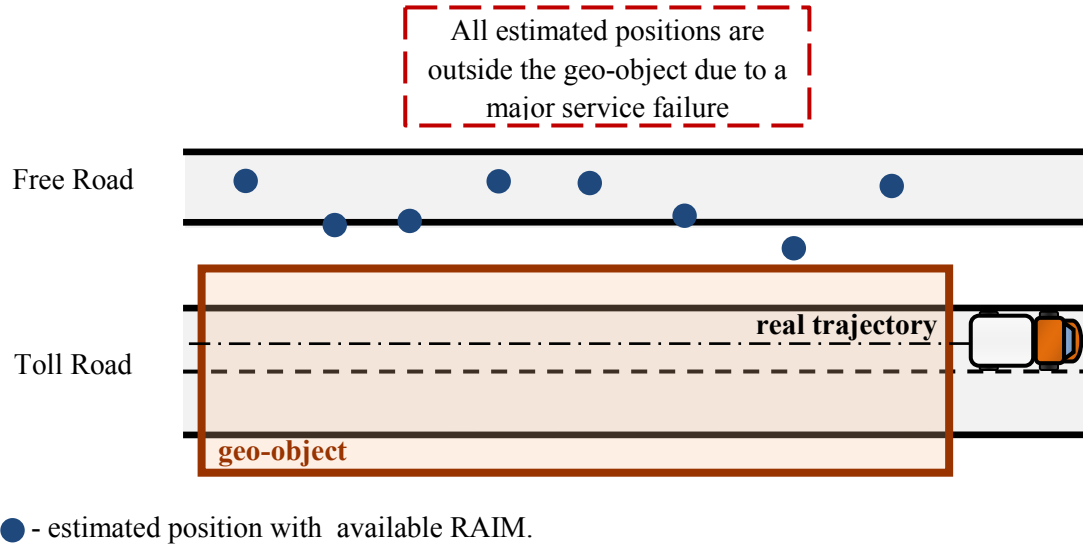 All estimated positions are
outside the geo-object due to a
major service failure
Free Road
real trajectory
Toll Road
geo-object
- estimated position with available RAIM.